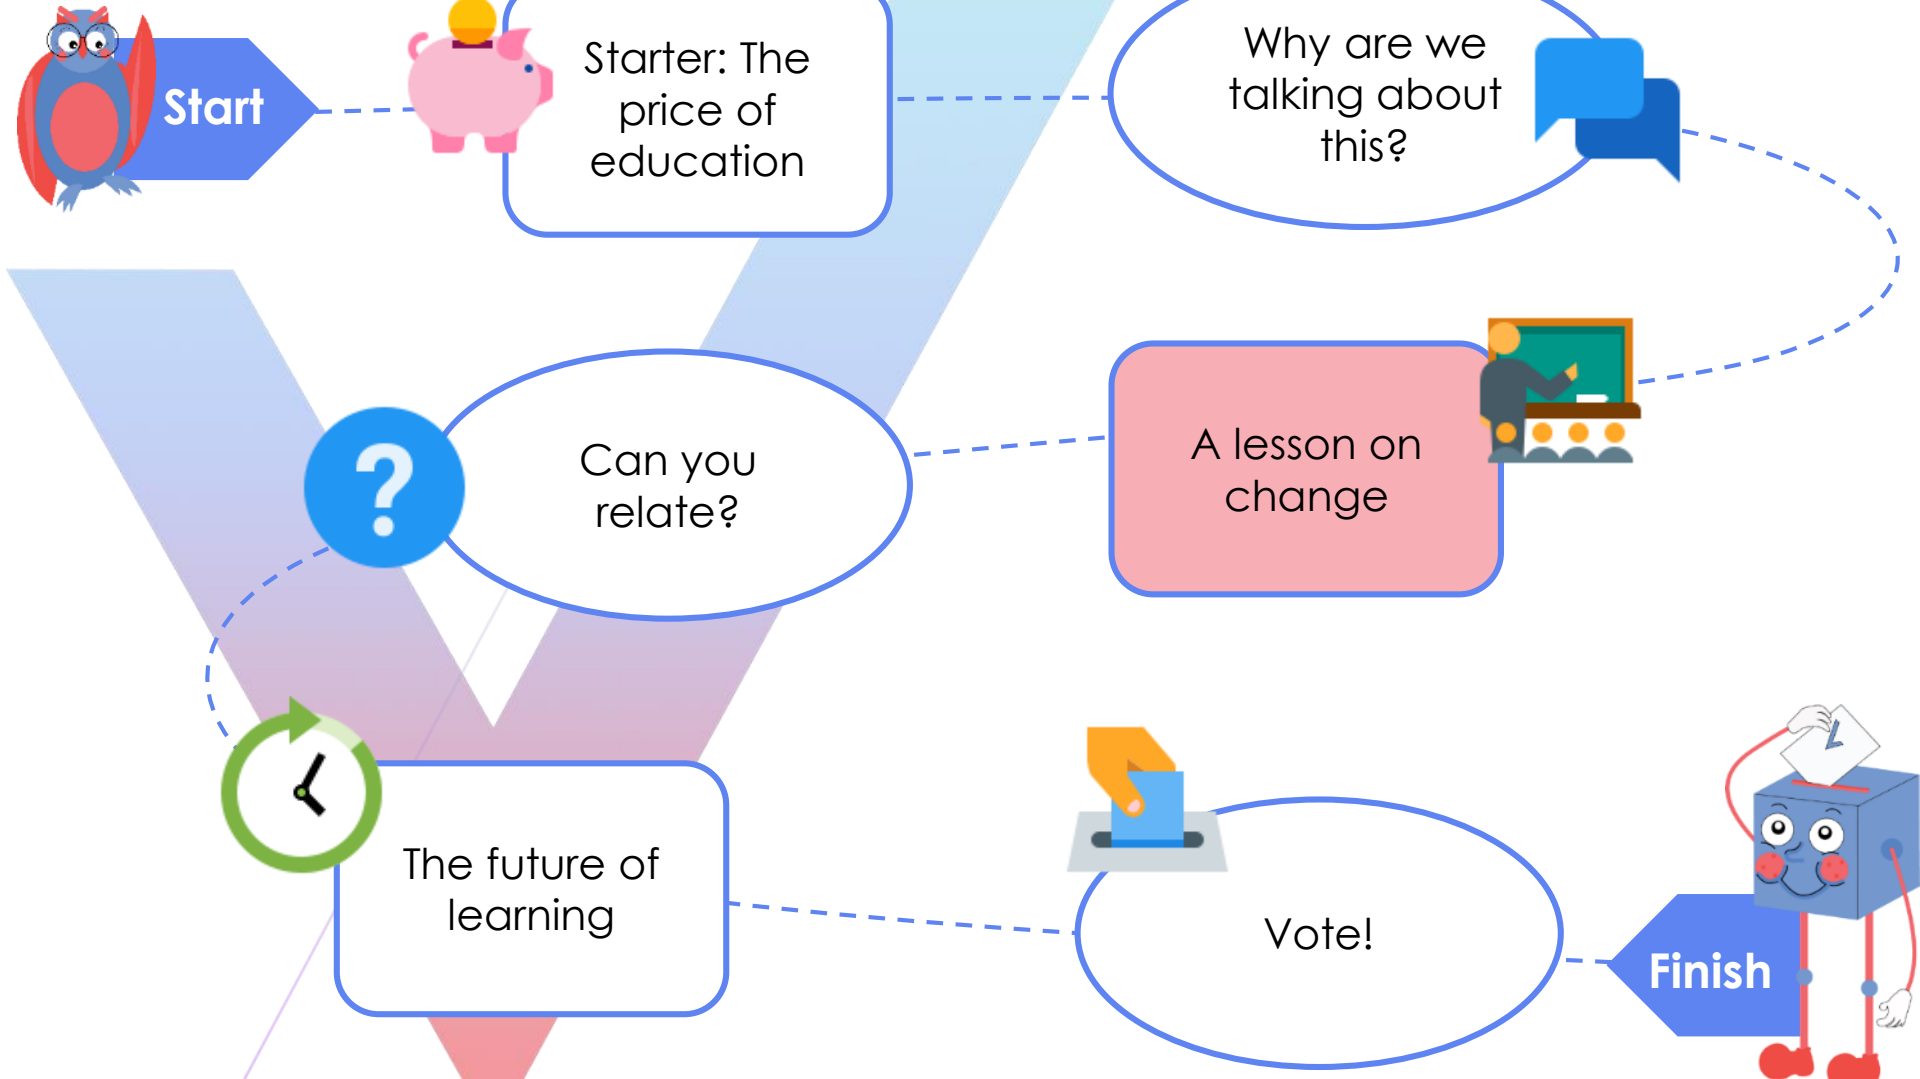 Start
Starter: The
price of
education
Why are we
talking about
this?
A lesson on
change
Can you
relate?
The future of
learning
Vote!
Finish